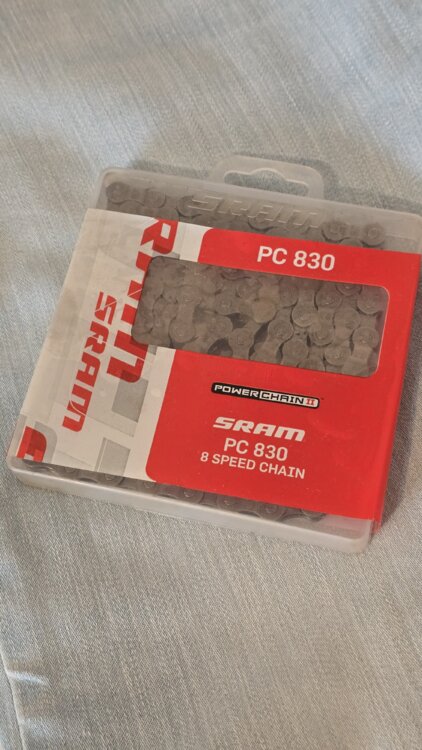 SRAM
PC 830
SRAM
POWERCHAIN II
SRAM
PC 830
8 SPEED CHAIN